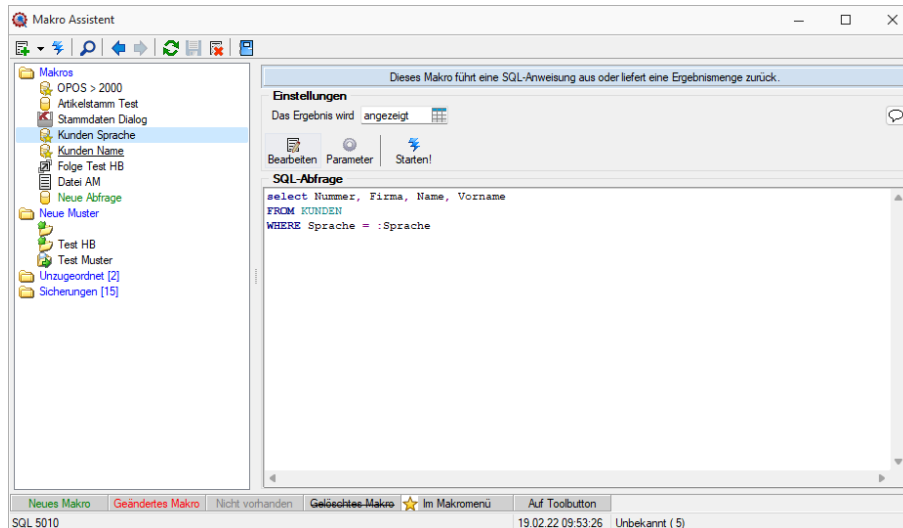 Makro Assistent
Makros
OPOS > 2000
Artikelstamm Test
Stammdaten Dialog
Kunden Sprache
Kunden Name
Folge Test HB
Datei AM
Neue Abfrage
Neue Muster
Test HB
Test Muster
Unzugeordnet [2]
Sicherungen [15]
Dieses Makro führt eine SQL-Anweisung aus oder liefert eine Ergebnismenge zurück.
Einstellungen
Das Ergebnis wird angezeigt
Bearbeiten Parameter Starten!
SQL-Abfrage
select Nummer, Firma, Name, Vorname
FROM KUNDEN
WHERE Sprache = :Sprache
Neues Makro Geändertes Makro Nicht vorhanden Gelöschtes Makro Im Makromenü Auf Toolbutton
SQL 5010 19.02.22 09:53:26 Unbekannt ( 5)